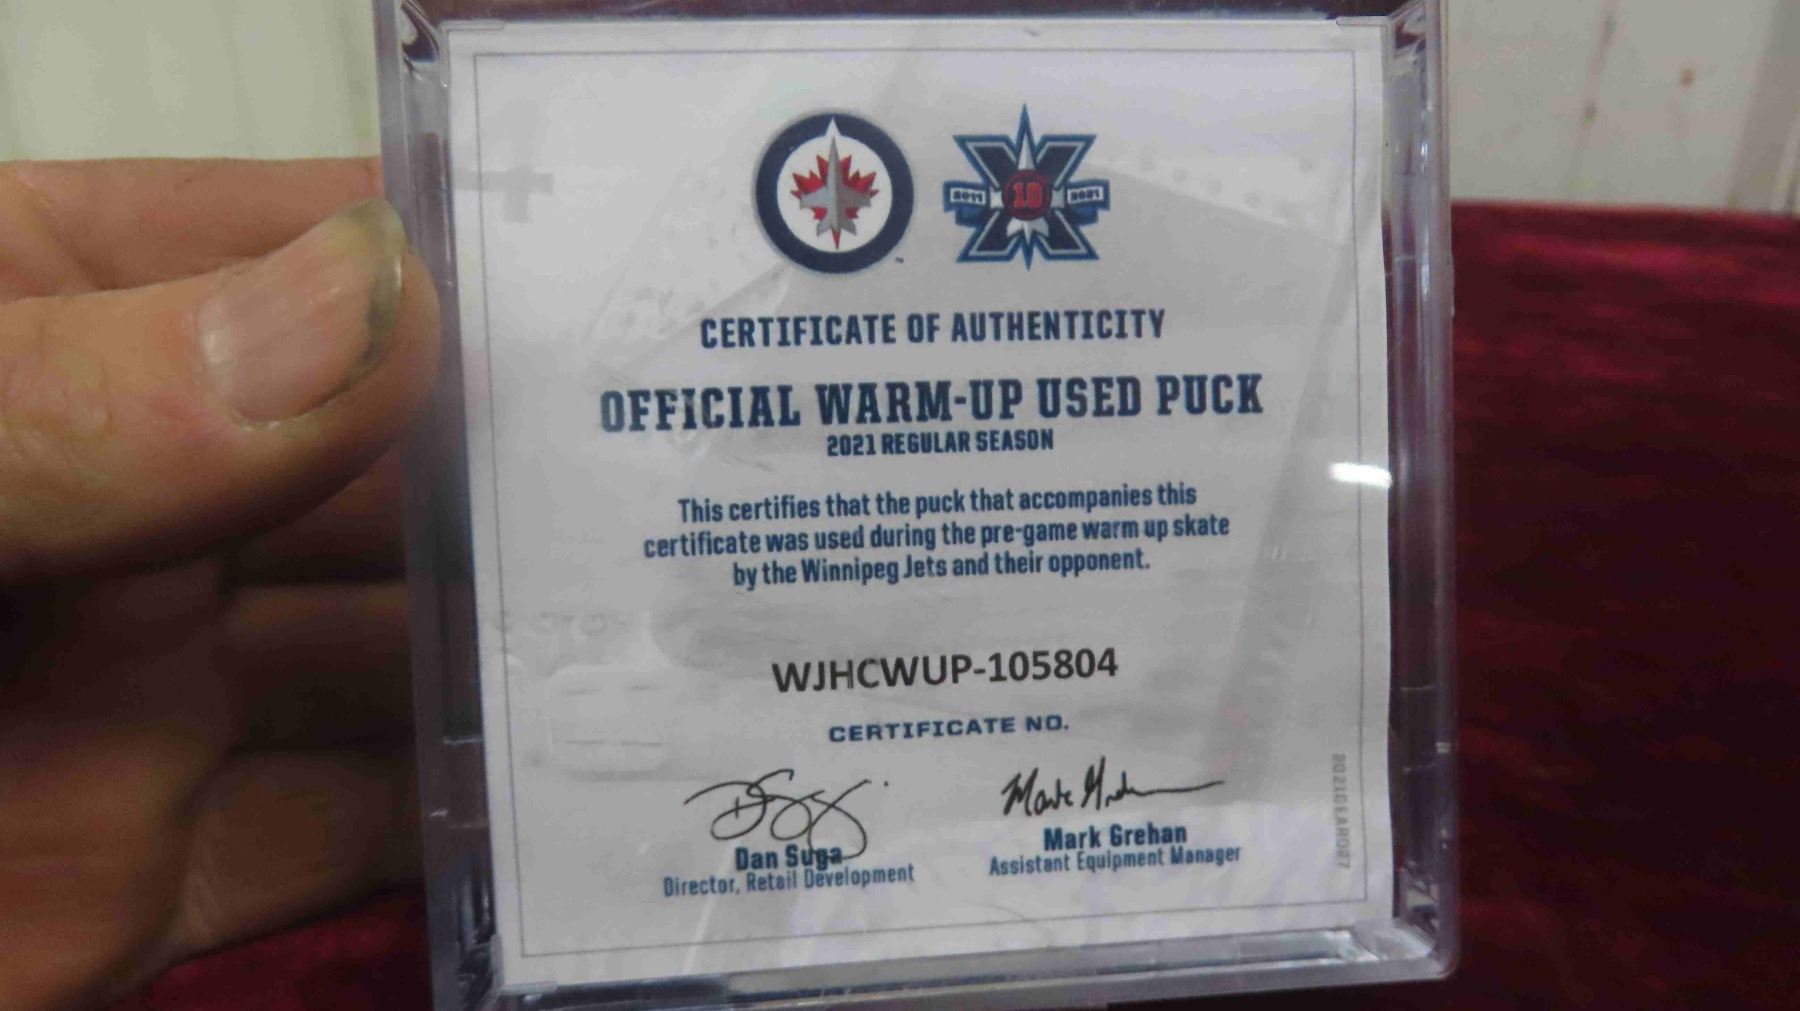 2011 10 2021
CERTIFICATE OF AUTHENTICITY
OFFICIAL WARM-UP USED PUCK
2021 REGULAR SEASON
This certifies that the puck that accompanies this
certificate was used during the pre-game warm up skate
by the Winnipeg Jets and their opponent.
WJHCWUP-105804
CERTIFICATE NO.
Dan Suga
Director, Retail Development
Mark Grehan
Assistant Equipment Manager